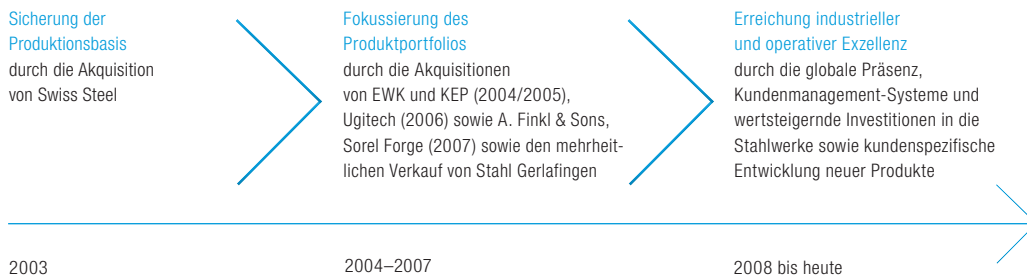 Sicherung der
Produktionsbasis
durch die Akquisition
von Swiss Steel
Fokussierung des
Produktportfolios
durch die Akquisitionen
von EWK und KEP (2004/2005),
Ugitech (2006) sowie A. Finkl & Sons,
Sorel Forge (2007) sowie den mehrheit-
lichen Verkauf von Stahl Gerlafingen
Erreichung industrieller
und operativer Exzellenz
durch die globale Präsenz,
Kundenmanagement-Systeme und
wertsteigernde Investitionen in die
Stahlwerke sowie kundenspezifische
Entwicklung neuer Produkte
2003
2004–2007
2008 bis heute